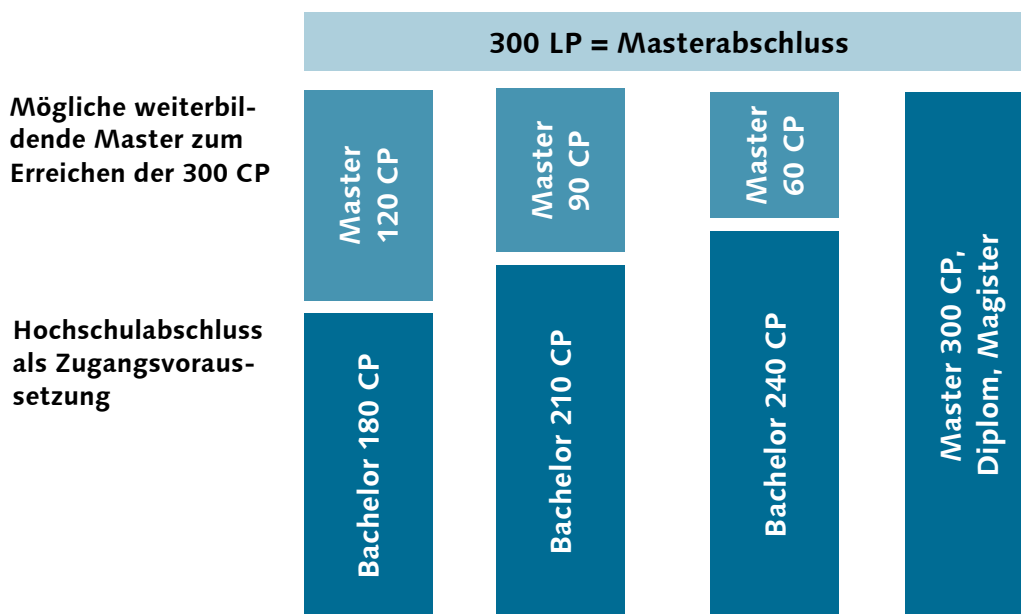 300 LP = Masterabschluss
Mögliche weiterbil-
dende Master zum
Erreichen der 300 CP
Master
120 CP
Master
90 CP
Master
60 CP
Hochschulabschluss
als Zugangsvoraus-
setzung
Bachelor 180 CP
Bachelor 210 CP
Bachelor 240 CP
Master 300 CP,
Diplom, Magister